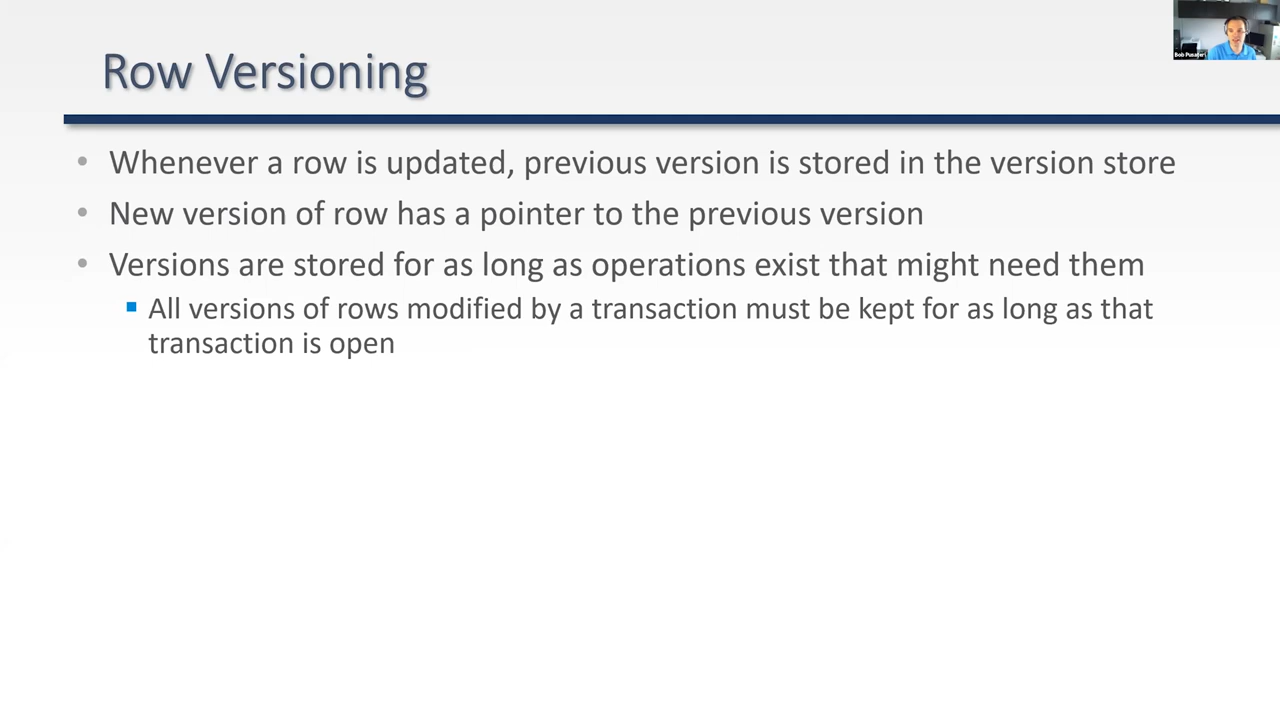 Row Versioning
• Whenever a row is updated, previous version is stored in the version store
• New version of row has a pointer to the previous version
• Versions are stored for as long as operations exist that might need them
▪ All versions of rows modified by a transaction must be kept for as long as that
transaction is open